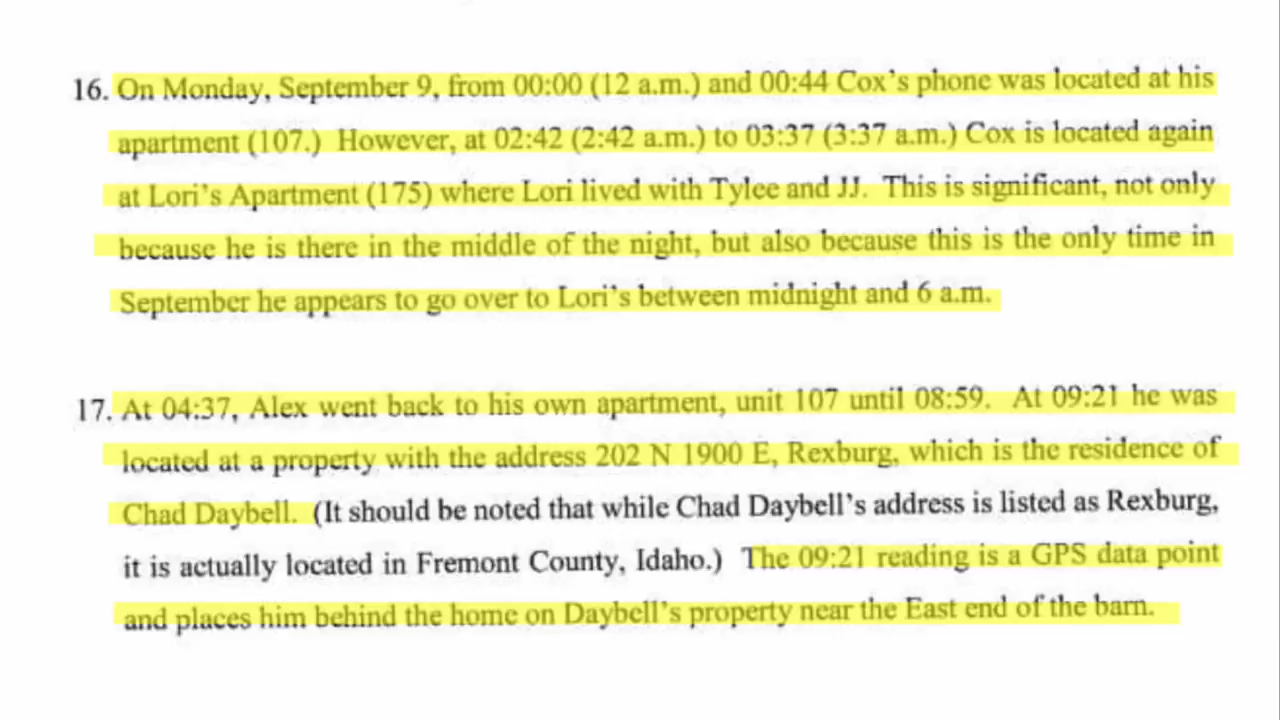 16. On Monday, September 9, from 00:00 (12 a.m.) and 00:44 Cox's phone was located at his
apartment (107.) However, at 02:42 (2:42 a.m.) to 03:37 (3:37 a.m.) Cox is located again
at Lori's Apartment (175) where Lori lived with Tylee and JJ. This is significant, not only
because he is there in the middle of the night, but also because this is the only time in
September he appears to go over to Lori's between midnight and 6 a.m.
17. At 04:37, Alex went back to his own apartment, unit 107 until 08:59. At 09:21 he was
located at a property with the address 202 N 1900 E, Rexburg, which is the residence of
Chad Daybell. (It should be noted that while Chad Daybell's address is listed as Rexburg,
it is actually located in Fremont County, Idaho.) The 09:21 reading is a GPS data point
and places him behind the home on Daybell's property near the East end of the barn.